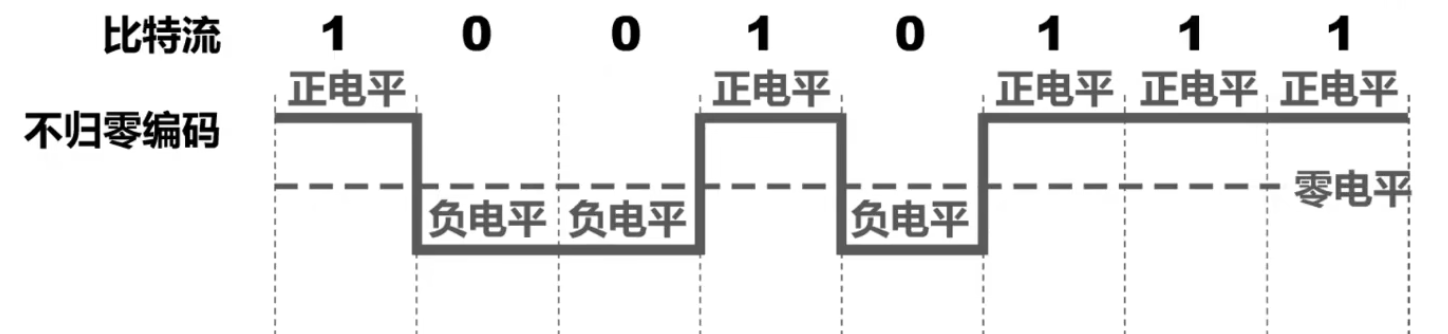 比特流 1 0 0 1 0 1 1 1
正电平 正电平 正电平 正电平 正电平
不归零编码
零电平
负电平 负电平 负电平